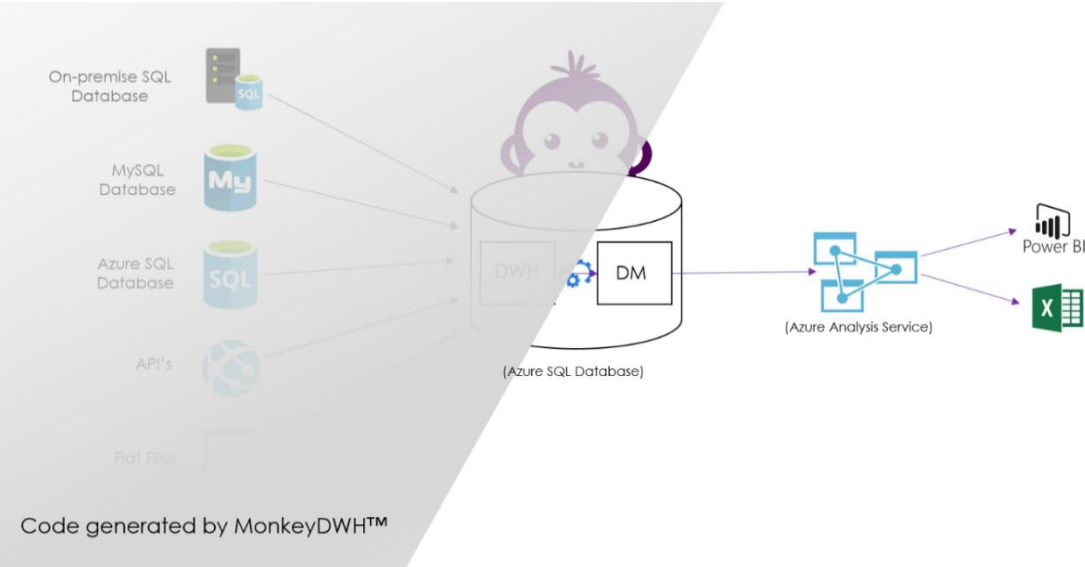 On-premise SQL
Database
SQL
MySQL
Database
My
Azure SQL
Database
SQL
API's
Flat Files
DWH
DM
(Azure SQL Database)
(Azure Analysis Service)
Power BI
X
Code generated by MonkeyDWH™